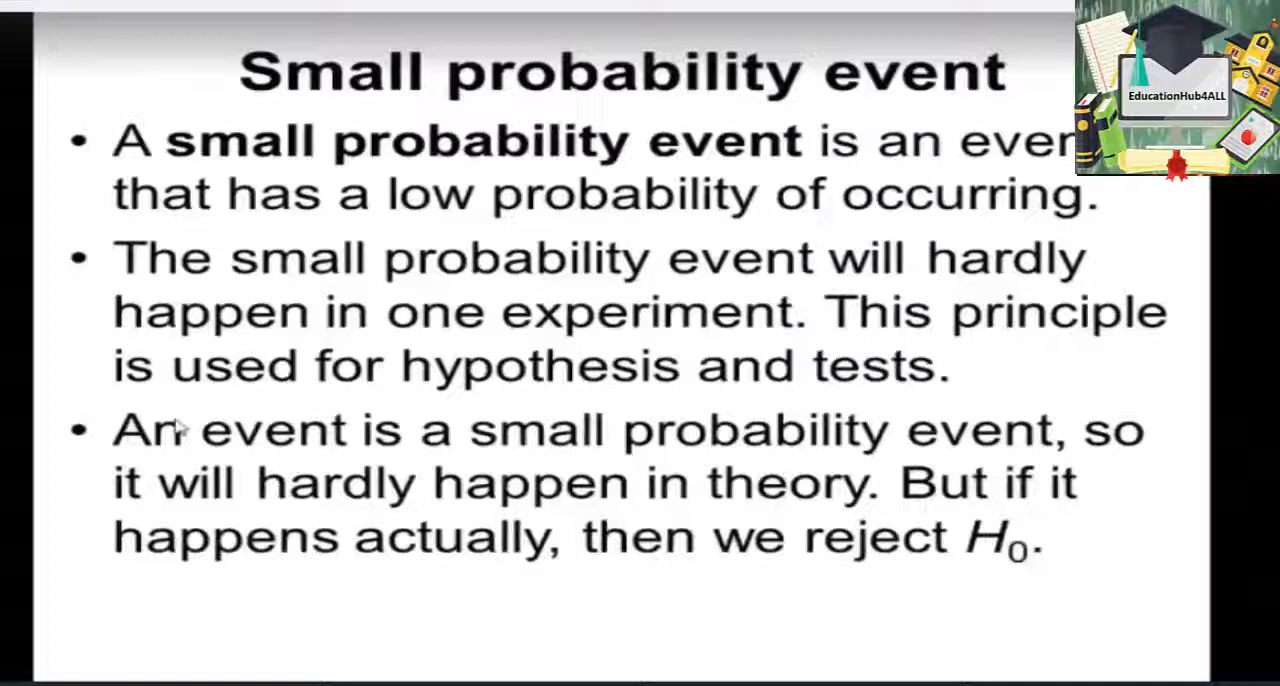 Small probability event
EducationHub4ALL
• A small probability event is an even
that has a low probability of occurring.
• The small probability event will hardly
happen in one experiment. This principle
is used for hypothesis and tests.
• An event is a small probability event, so
it will hardly happen in theory. But if it
happens actually, then we reject H₀.